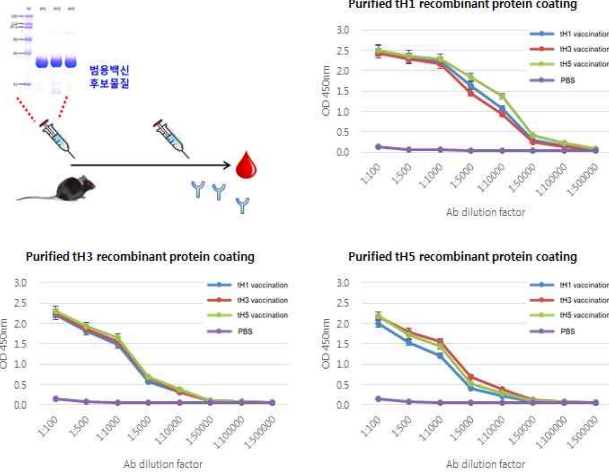 tH1 tH3 tH5
범용백신
후보물질
Purified tH1 recombinant protein coating
3.0
2.5
2.0
1.5
1.0
0.5
0.0
OD 450nm
tH1 vaccination
tH3 vaccination
tH5 vaccination
PBS
1:100 1:500 1:1000 1:5000 1:10000 1:50000 1:100000 1:500000
Ab dilution factor
Purified tH3 recombinant protein coating
3.0
2.5
2.0
1.5
1.0
0.5
0.0
OD 450nm
tH1 vaccination
tH3 vaccination
tH5 vaccination
PBS
1:100 1:500 1:1000 1:5000 1:10000 1:50000 1:100000 1:500000
Ab dilution factor
Purified tH5 recombinant protein coating
3.0
2.5
2.0
1.5
1.0
0.5
0.0
OD 450nm
tH1 vaccination
tH3 vaccination
tH5 vaccination
PBS
1:100 1:500 1:1000 1:5000 1:10000 1:50000 1:100000 1:500000
Ab dilution factor